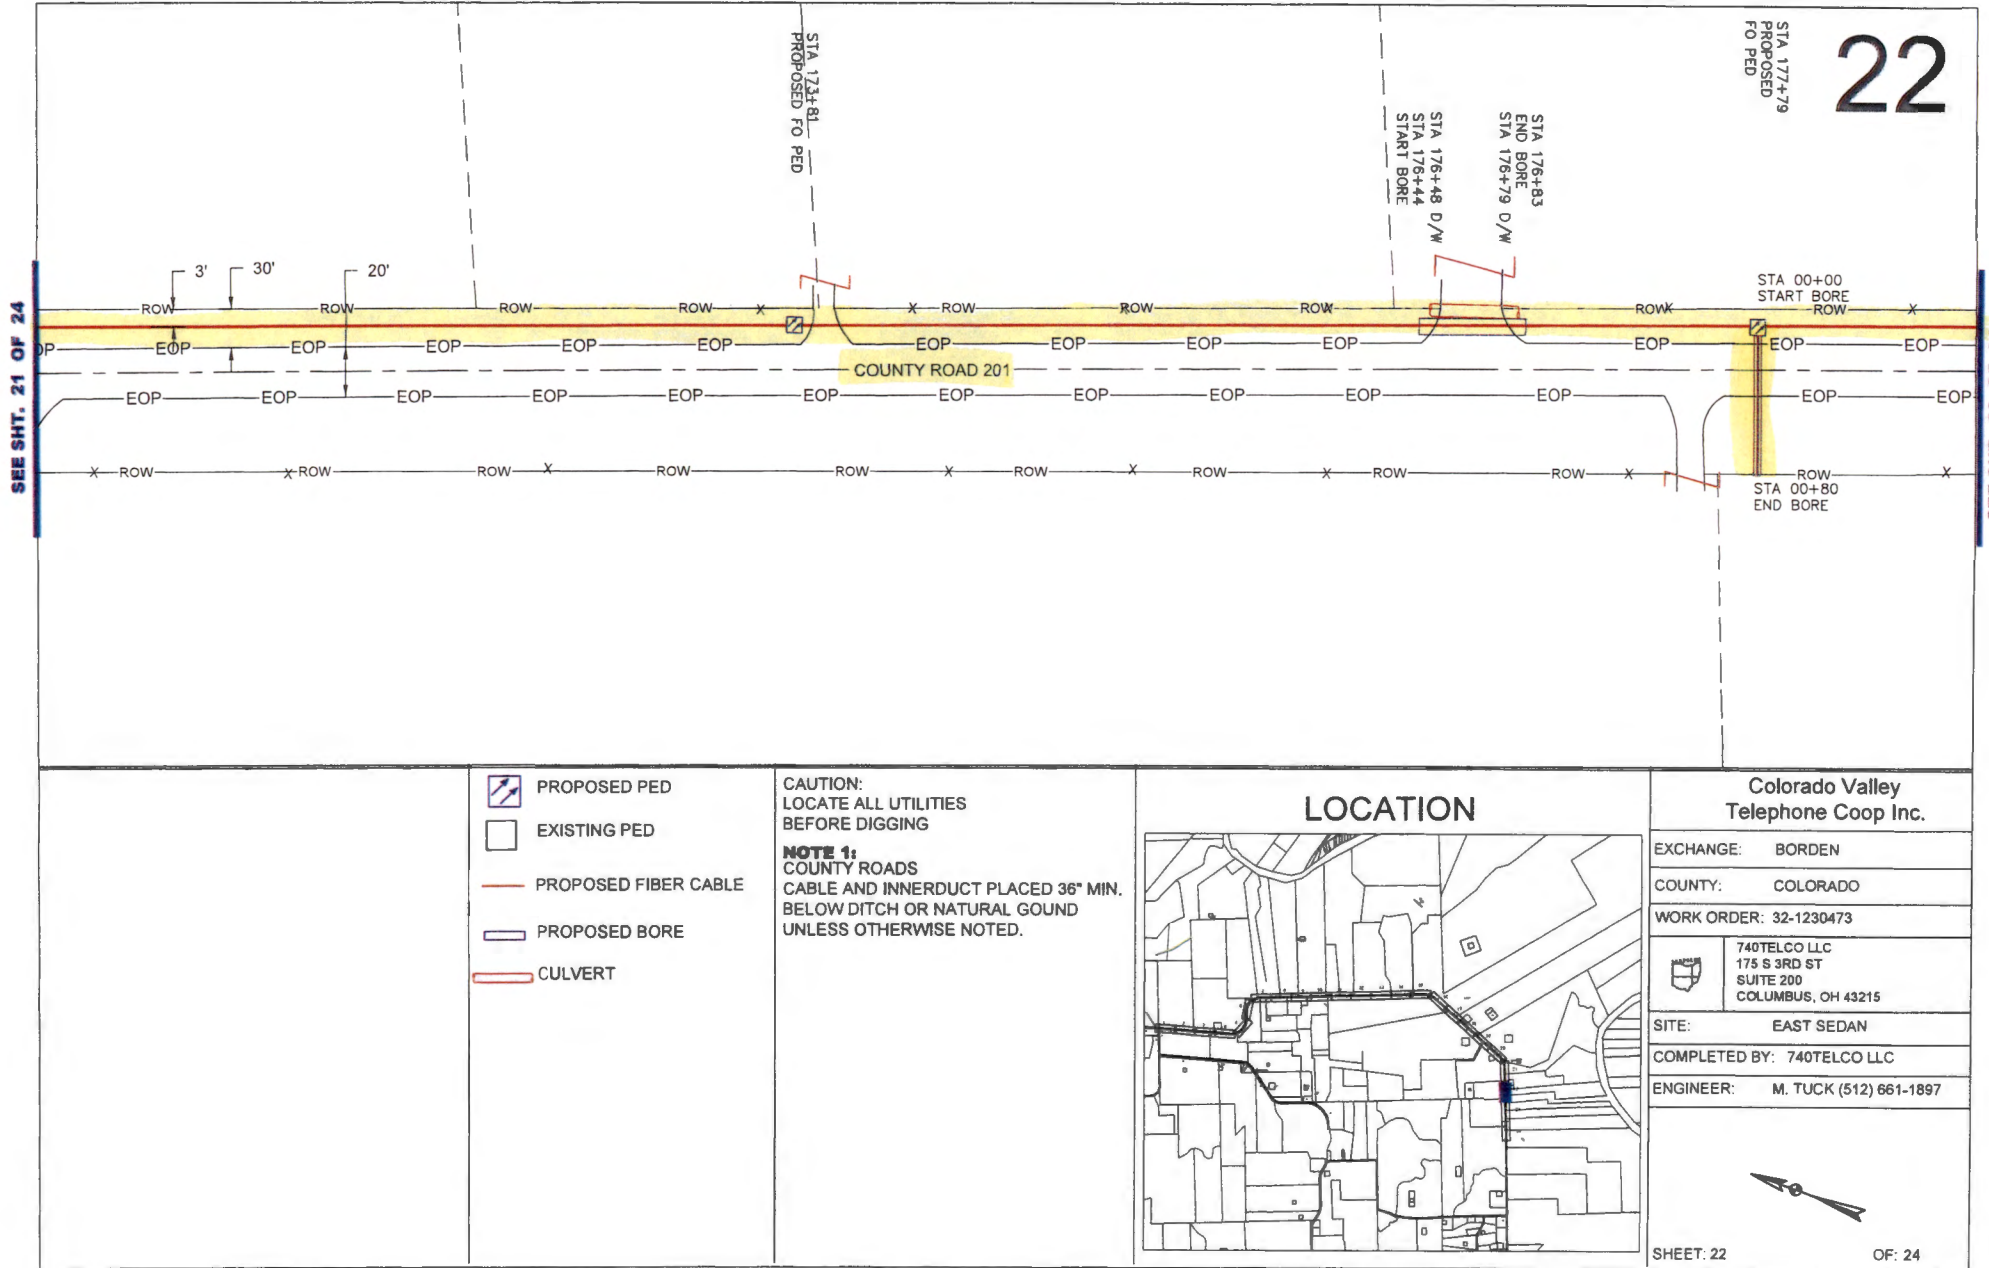 22
STA 173+81
PROPOSED FO PED
STA 176+83
END BORE
STA 176+79 D/W
STA 176+48 D/W
STA 176+44
START BORE
STA 177+79
PROPOSED
FO PED
3' 30' 20'
STA 00+00
START BORE
ROW ROW ROW ROW X X ROW ROW ROW X ROW X ROW X
EOP EOP EOP EOP EOP EOP EOP EOP EOP EOP EOP EOP
COUNTY ROAD 201
EOP EOP EOP EOP EOP EOP EOP EOP EOP EOP EOP EOP EOP
X ROW X ROW ROW X ROW ROW X ROW X ROW X ROW ROW X ROW X
STA 00+80
END BORE
SEE SHT. 21 OF 24
PROPOSED PED
EXISTING PED
PROPOSED FIBER CABLE
PROPOSED BORE
CULVERT
CAUTION:
LOCATE ALL UTILITIES
BEFORE DIGGING
NOTE 1:
COUNTY ROADS
CABLE AND INNERDUCT PLACED 36" MIN.
BELOW DITCH OR NATURAL GOUND
UNLESS OTHERWISE NOTED.
LOCATION
Colorado Valley
Telephone Coop Inc.
EXCHANGE: BORDEN
COUNTY: COLORADO
WORK ORDER: 32-1230473
740TELCO LLC
175 S 3RD ST
SUITE 200
COLUMBUS, OH 43215
SITE: EAST SEDAN
COMPLETED BY: 740TELCO LLC
ENGINEER: M. TUCK (512) 661-1897
SHEET: 22 OF: 24